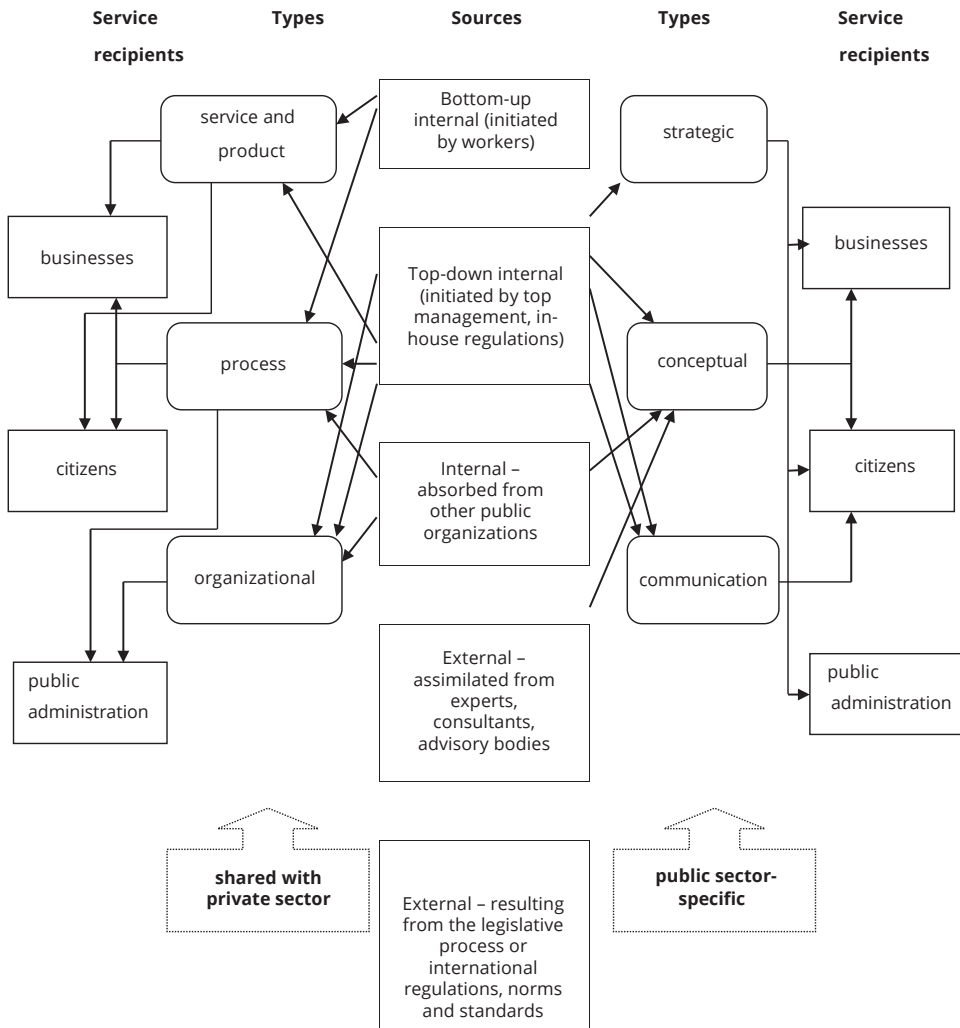 Service recipients
Types
Sources
Types
Service recipients
service and
product
businesses
process
citizens
organizational
public
administration
shared with
private sector
Bottom-up
internal (initiated
by workers)
Top-down internal
(initiated by top
management, in-
house regulations)
Internal –
absorbed from
other public
organizations
External –
assimilated from
experts,
consultants,
advisory bodies
External – resulting
from the legislative
process or
international
regulations, norms
and standards
strategic
businesses
conceptual
citizens
communication
public
administration
public sector-
specific